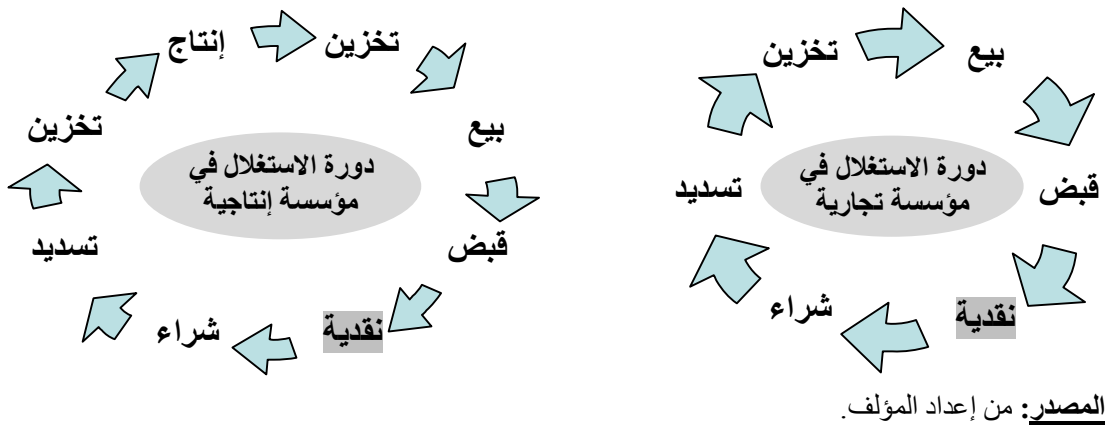 دورة الاستغلال في
مؤسسة تجارية
نقدية
شراء
تسديد
تخزين
بيع
قبض
دورة الاستغلال في
مؤسسة إنتاجية
نقدية
شراء
تسديد
تخزين
إنتاج
تخزين
بيع
قبض
المصدر: من إعداد المؤلف.